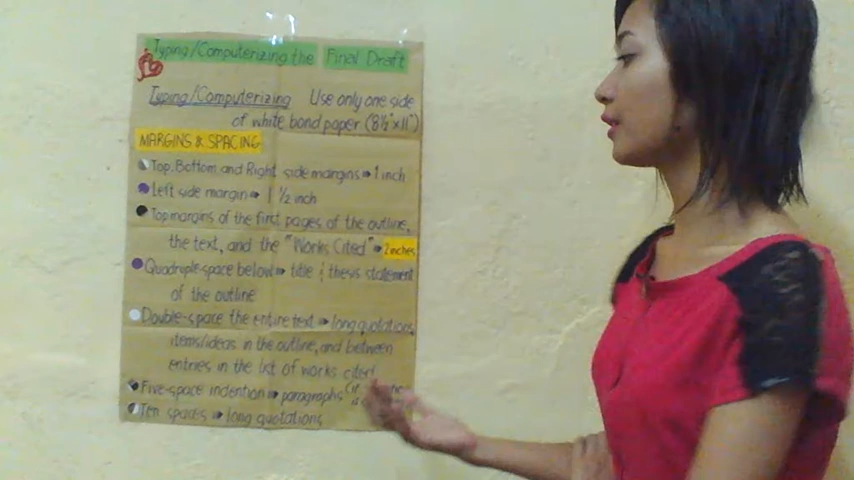 Typing/Computerizing the Final Draft
Typing/Computerizing Use only one side
of white bond paper (8½"x11")
MARGINS & SPACING
Top, Bottom and Right side margins➡1 inch
Left side margin➡ 1 ½ inch
Top margins of the first pages of the outline,
the text, and the "Works Cited"➡2inches
Quadruple-space below➡ title & thesis statement
of the outline
Double-space the entire text➡long quotations,
items/ideas in the outline, and between
entries in the list of works cited
Five-space indention➡ paragraphs
Ten spaces➡long quotations